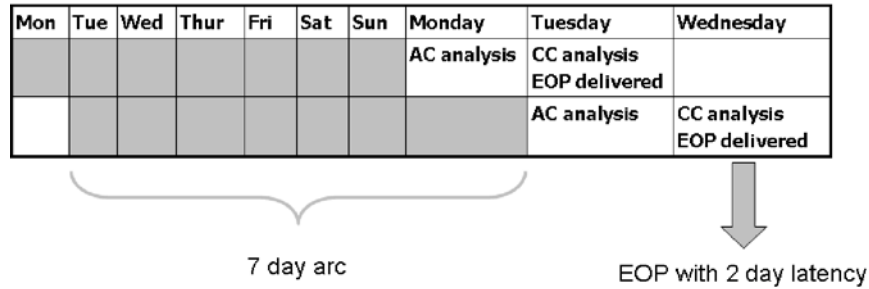 Mon Tue Wed Thur Fri Sat Sun Monday Tuesday Wednesday
AC analysis CC analysis
EOP delivered
AC analysis CC analysis
EOP delivered
7 day arc
EOP with 2 day latency